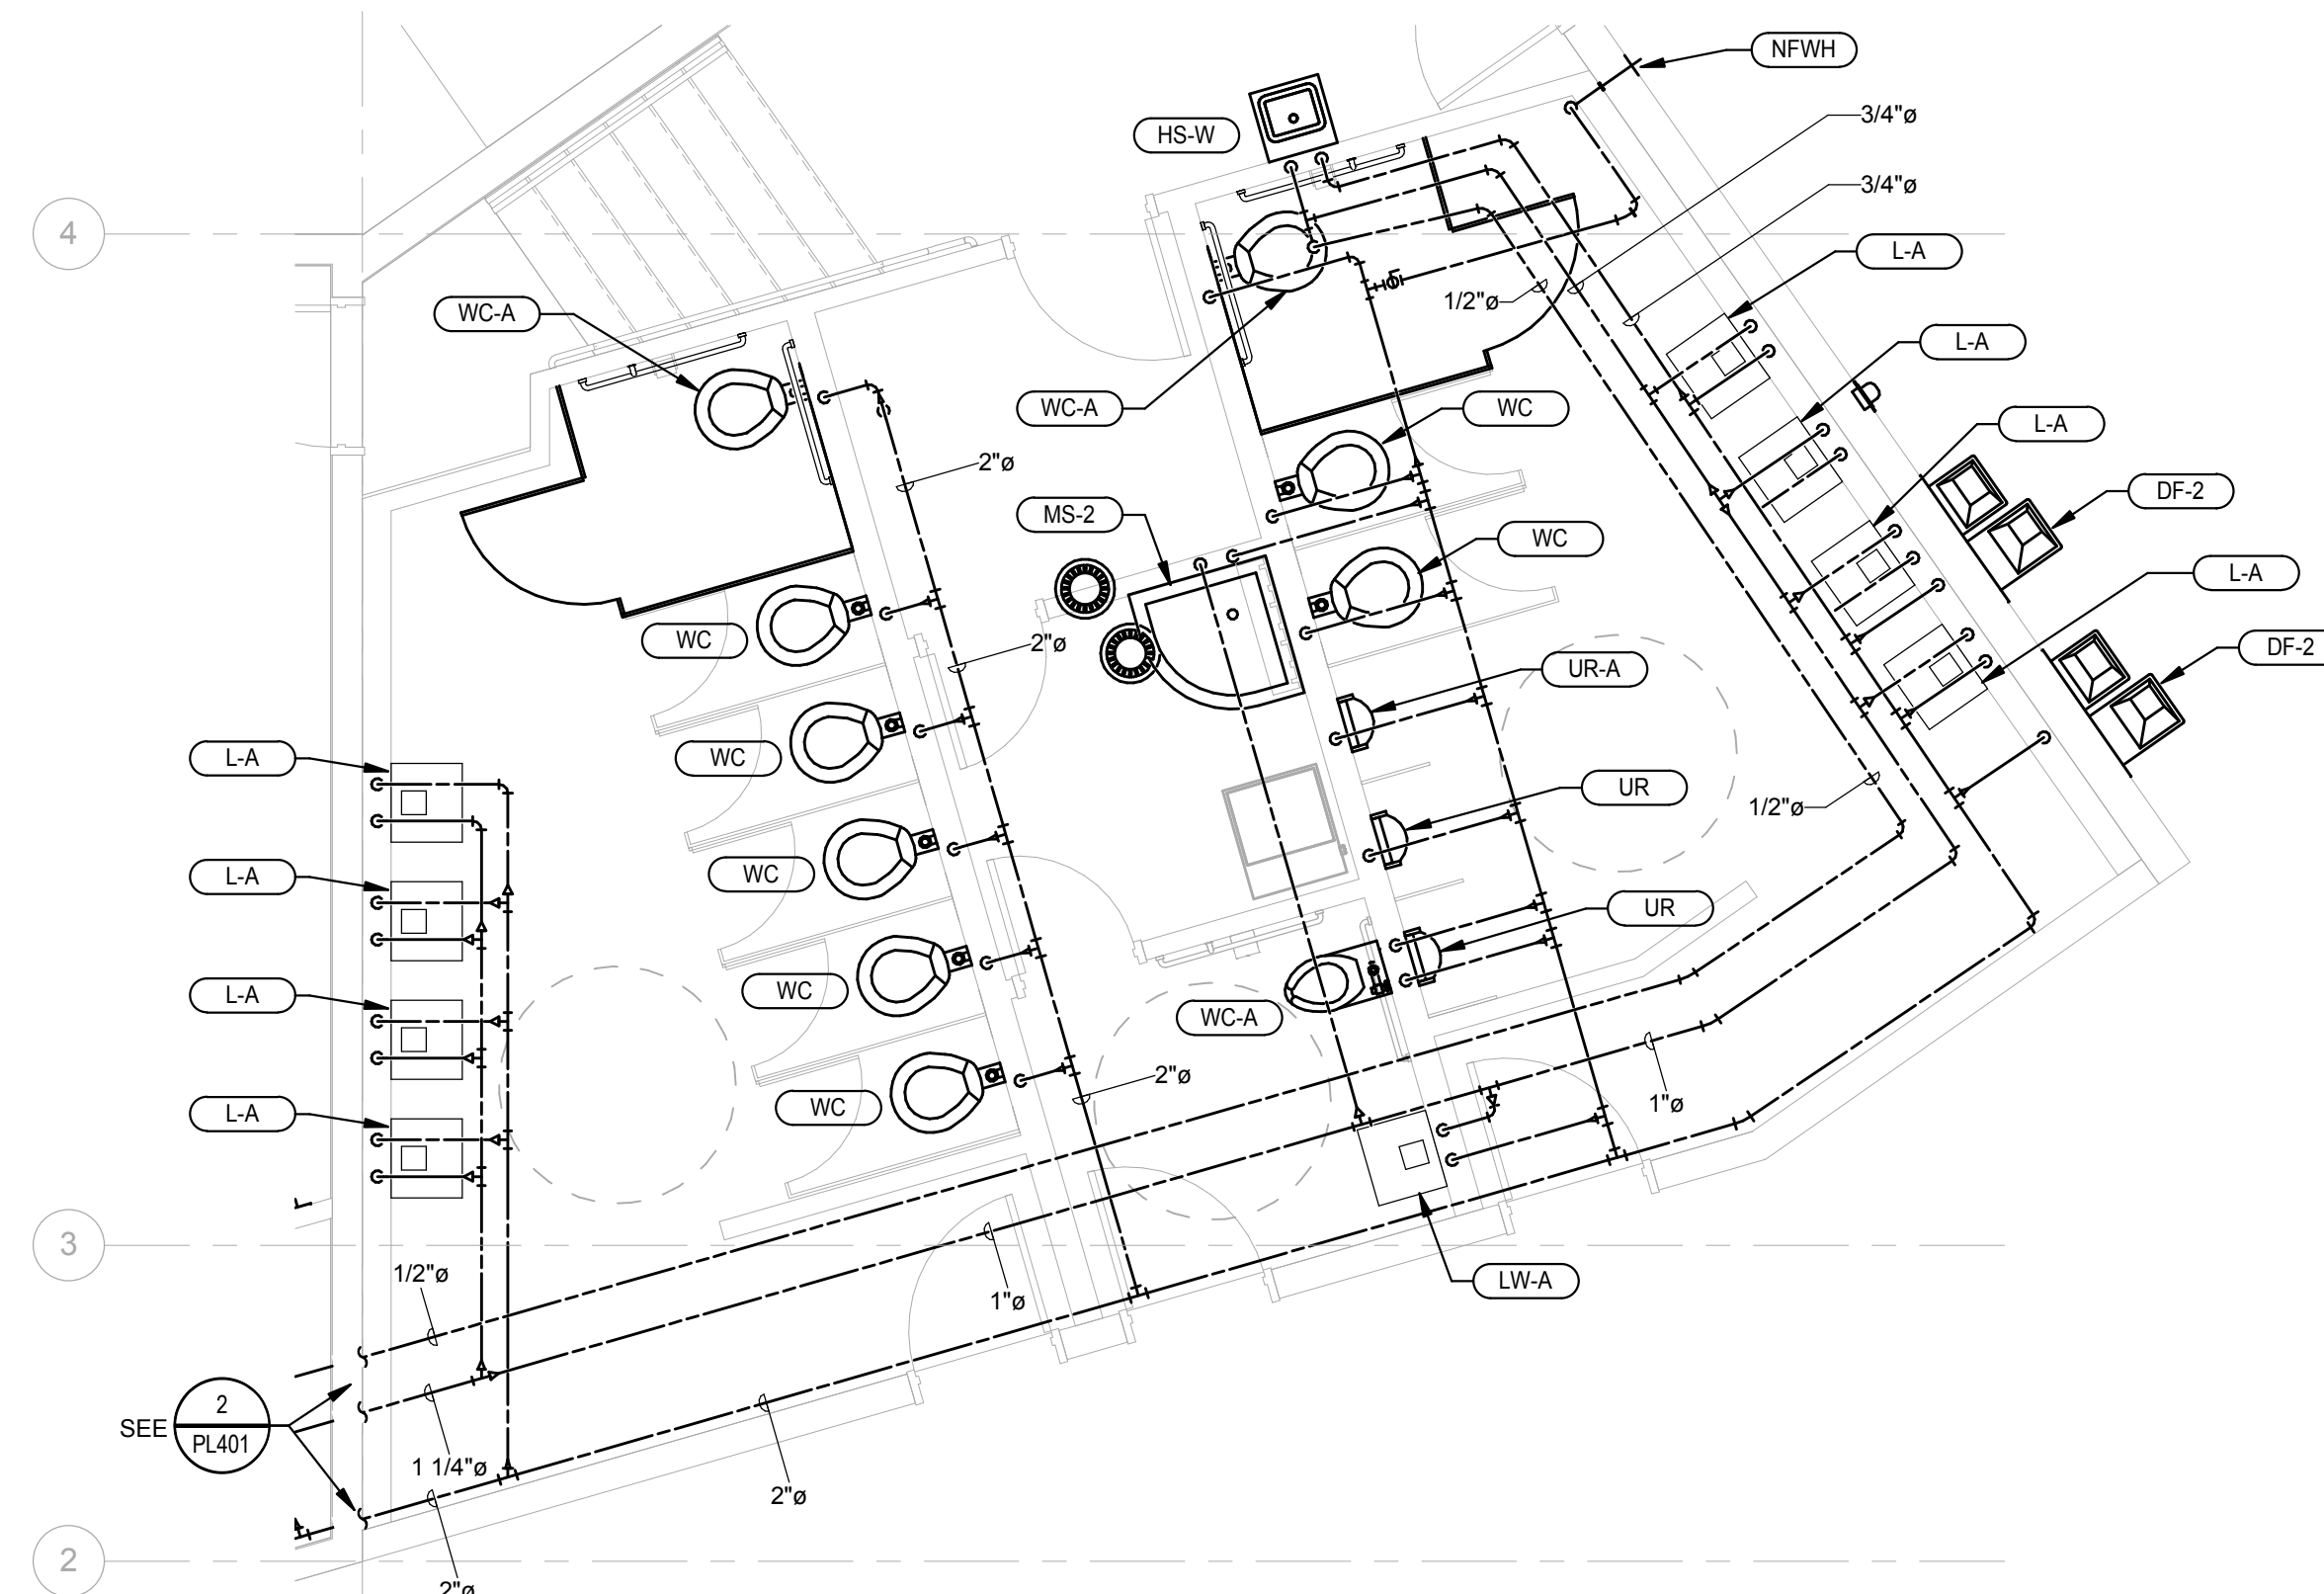 NFWH
3/4"ø
HS-W
3/4"ø
4
L-A
1/2"ø
WC-A
L-A
WC-A
WC
L-A
2"ø
DF-2
MS-2
WC
L-A
WC
2"ø
DF-2
UR-A
L-A
WC
UR
1/2"ø
L-A
WC
UR
L-A
WC
WC-A
L-A
WC
2"ø
1"ø
3
1/2"ø
1"ø
LW-A
2
SEE
PL401
1 1/4"ø
2"ø
2
2"ø